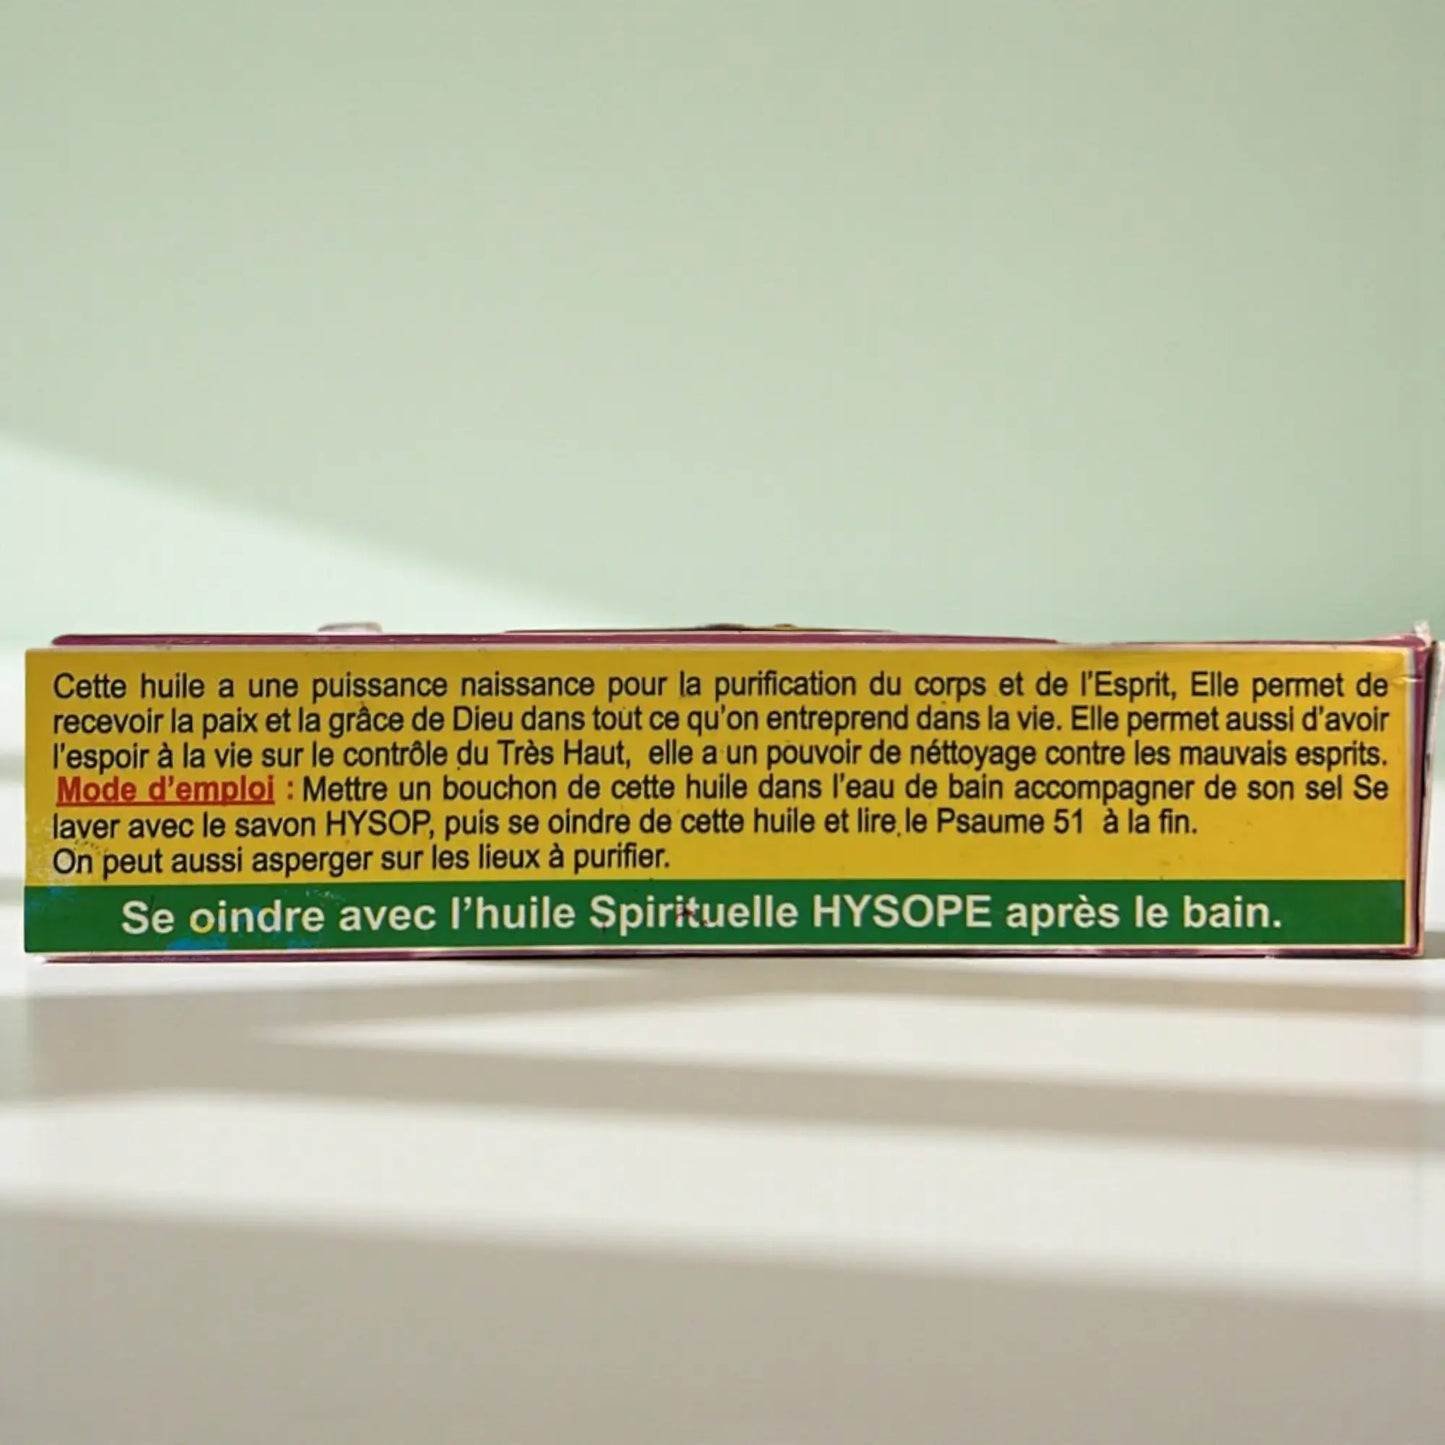 Cette huile a une puissance naissance pour la purification du corps et de l'Esprit, Elle permet de
recevoir la paix et la grâce de Dieu dans tout ce qu'on entreprend dans la vie. Elle permet aussi d'avoir
l'espoir à la vie sur le contrôle du Très Haut, elle a un pouvoir de néttoyage contre les mauvais esprits.
Mode d'emploi : Mettre un bouchon de cette huile dans l'eau de bain accompagner de son sel Se
laver avec le savon HYSOP, puis se oindre de cette huile et lire le Psaume 51 à la fin.
On peut aussi asperger sur les lieux à purifier.
Se oindre avec l'huile Spirituelle HYSOPE après le bain.